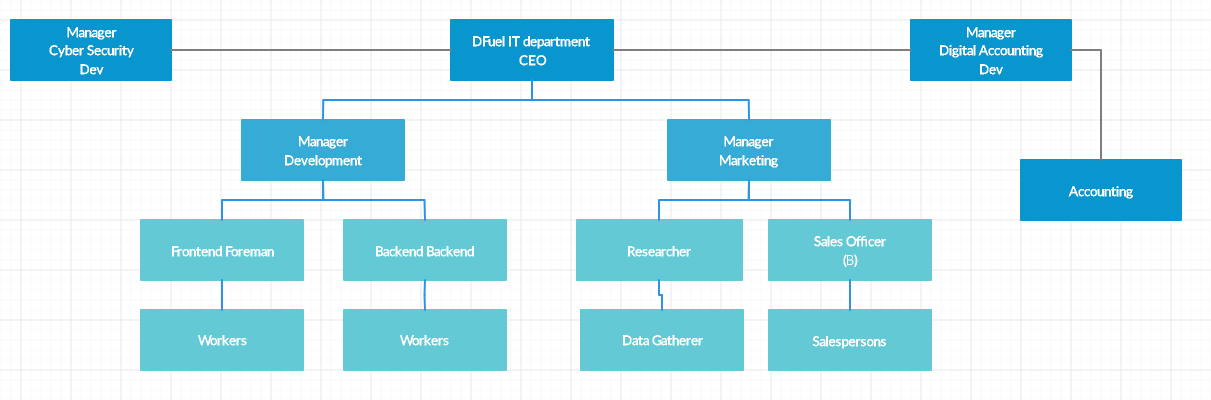 Manager
Cyber Security
Dev
DFuel IT department
CEO
Manager
Digital Accounting
Dev
Manager
Development
Manager
Marketing
Accounting
Frontend Foreman
Backend Backend
Researcher
Sales Officer
(B)
Workers
Workers
Data Gatherer
Salespersons